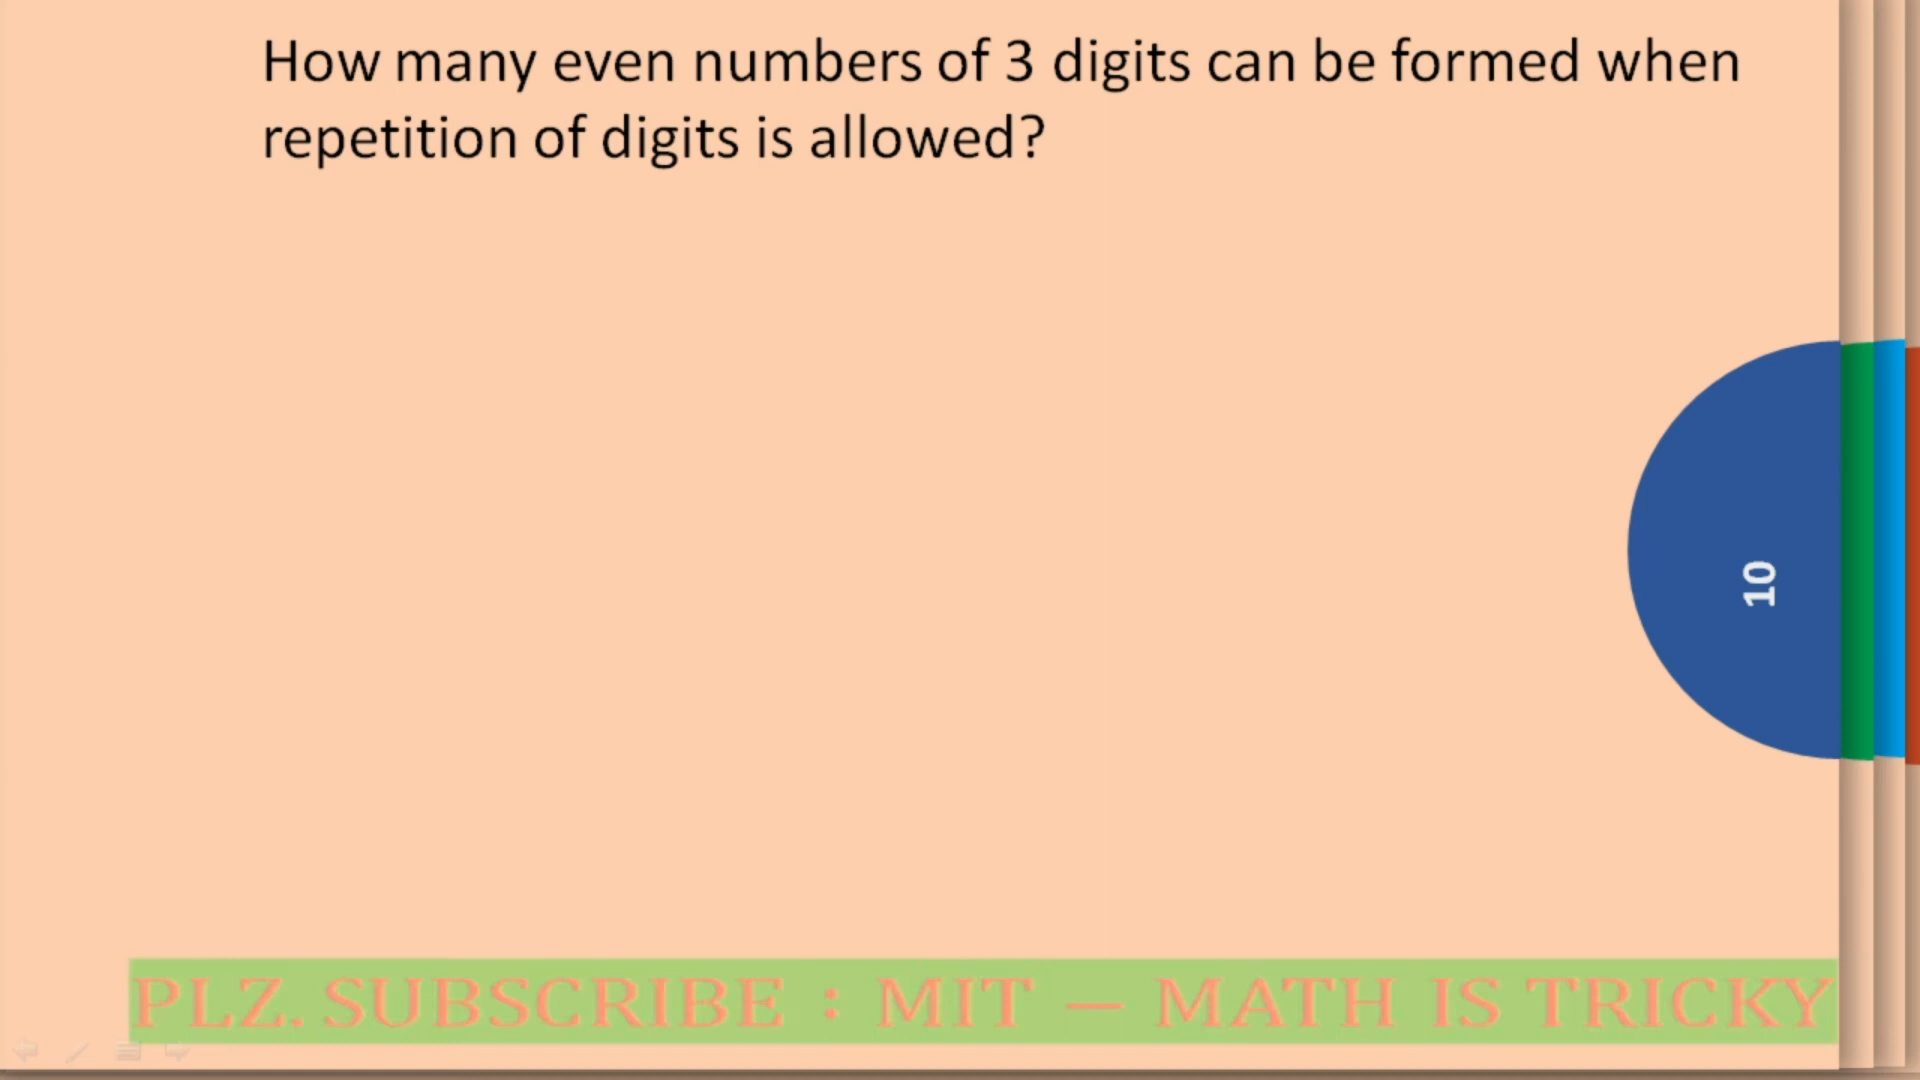 How many even numbers of 3 digits can be formed when
repetition of digits is allowed?
10
PLZ. SUBSCRIBE : MIT – MATH IS TRICKY